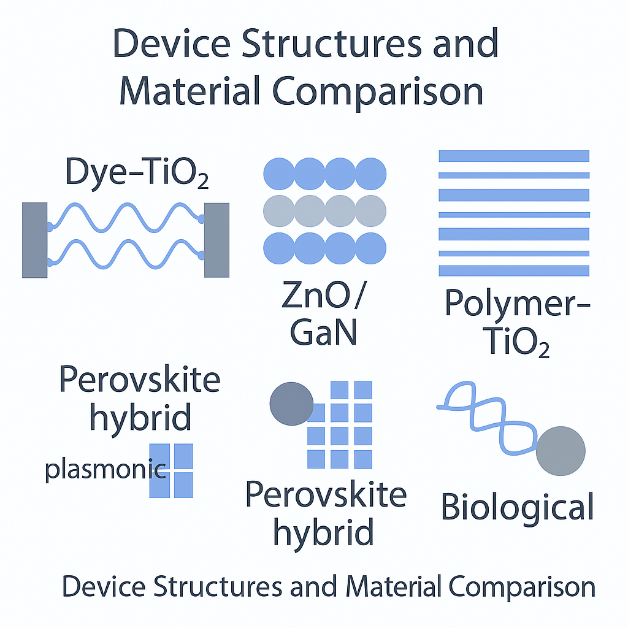 Device Structures and
Material Comparison
Dye–TiO₂
ZnO/
GaN
Polymer–
TiO₂
Perovskite
hybrid
plasmonic
Perovskite
hybrid
Biological
Device Structures and Material Comparison